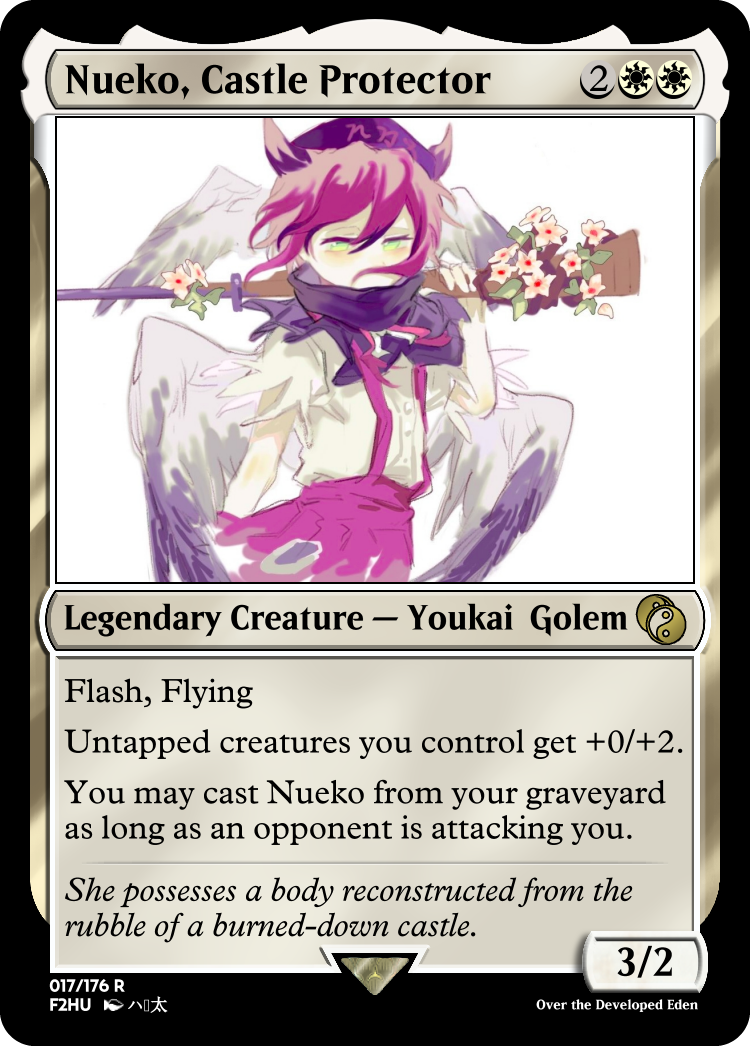 Nueko, Castle Protector 2
Legendary Creature — Youkai Golem
Flash, Flying
Untapped creatures you control get +0/+2.
You may cast Nueko from your graveyard
as long as an opponent is attacking you.
She possesses a body reconstructed from the
rubble of a burned-down castle.
3/2
017/176 R
F2HU ハ太
Over the Developed Eden